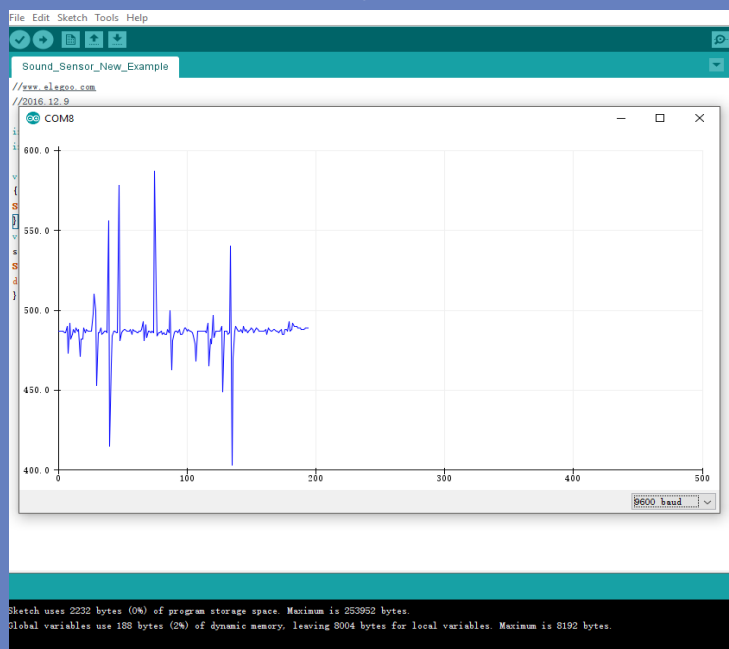 File Edit Sketch Tools Help
Sound_Sensor_New_Example
//www.elegoo.com
//2016.12.9
COM8
600.0
550.0
500.0
450.0
400.0
0 100 200 300 400 500
9600 baud
Sketch uses 2232 bytes (0%) of program storage space. Maximum is 253952 bytes.
Global variables use 188 bytes (2%) of dynamic memory, leaving 8004 bytes for local variables. Maximum is 8192 bytes.